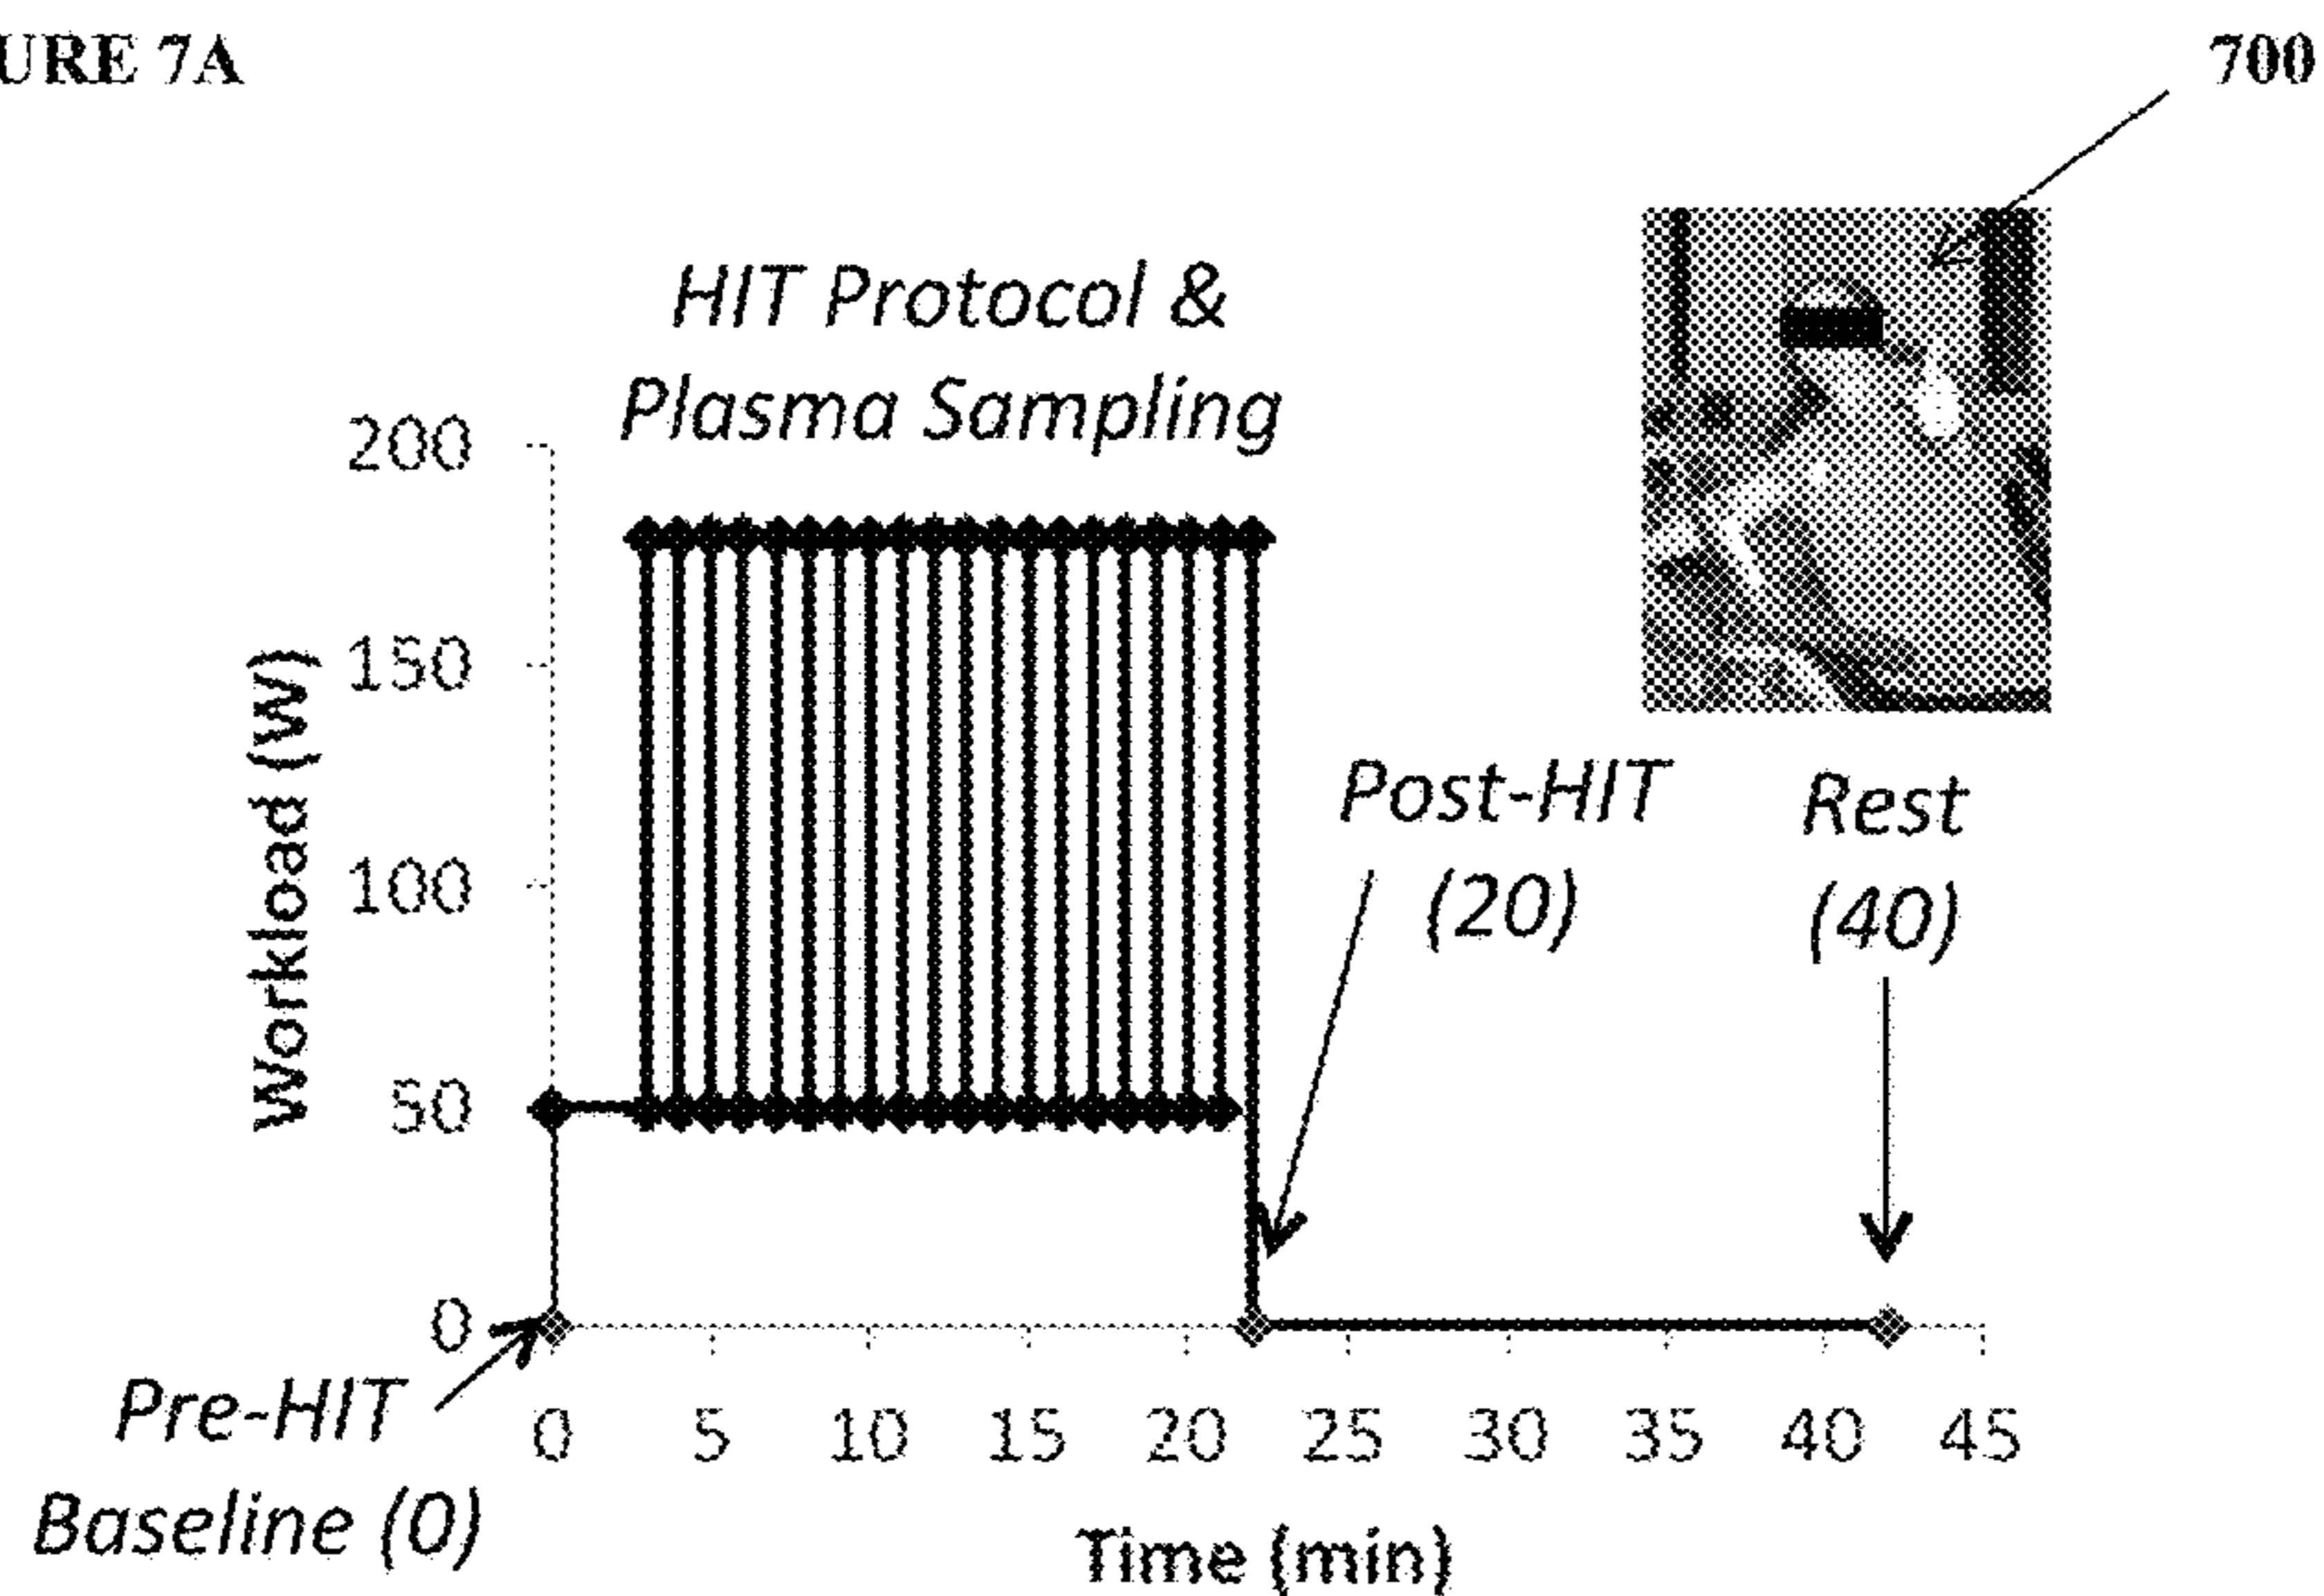 URE 7A
700
HIT Protocol &
Plasma Sampling
200
150
100
50
0
Workload (W)
Post-HIT
(20)
Rest
(40)
Pre-HIT
Baseline (0)
0 5 10 15 20 25 30 35 40 45
Time (min)